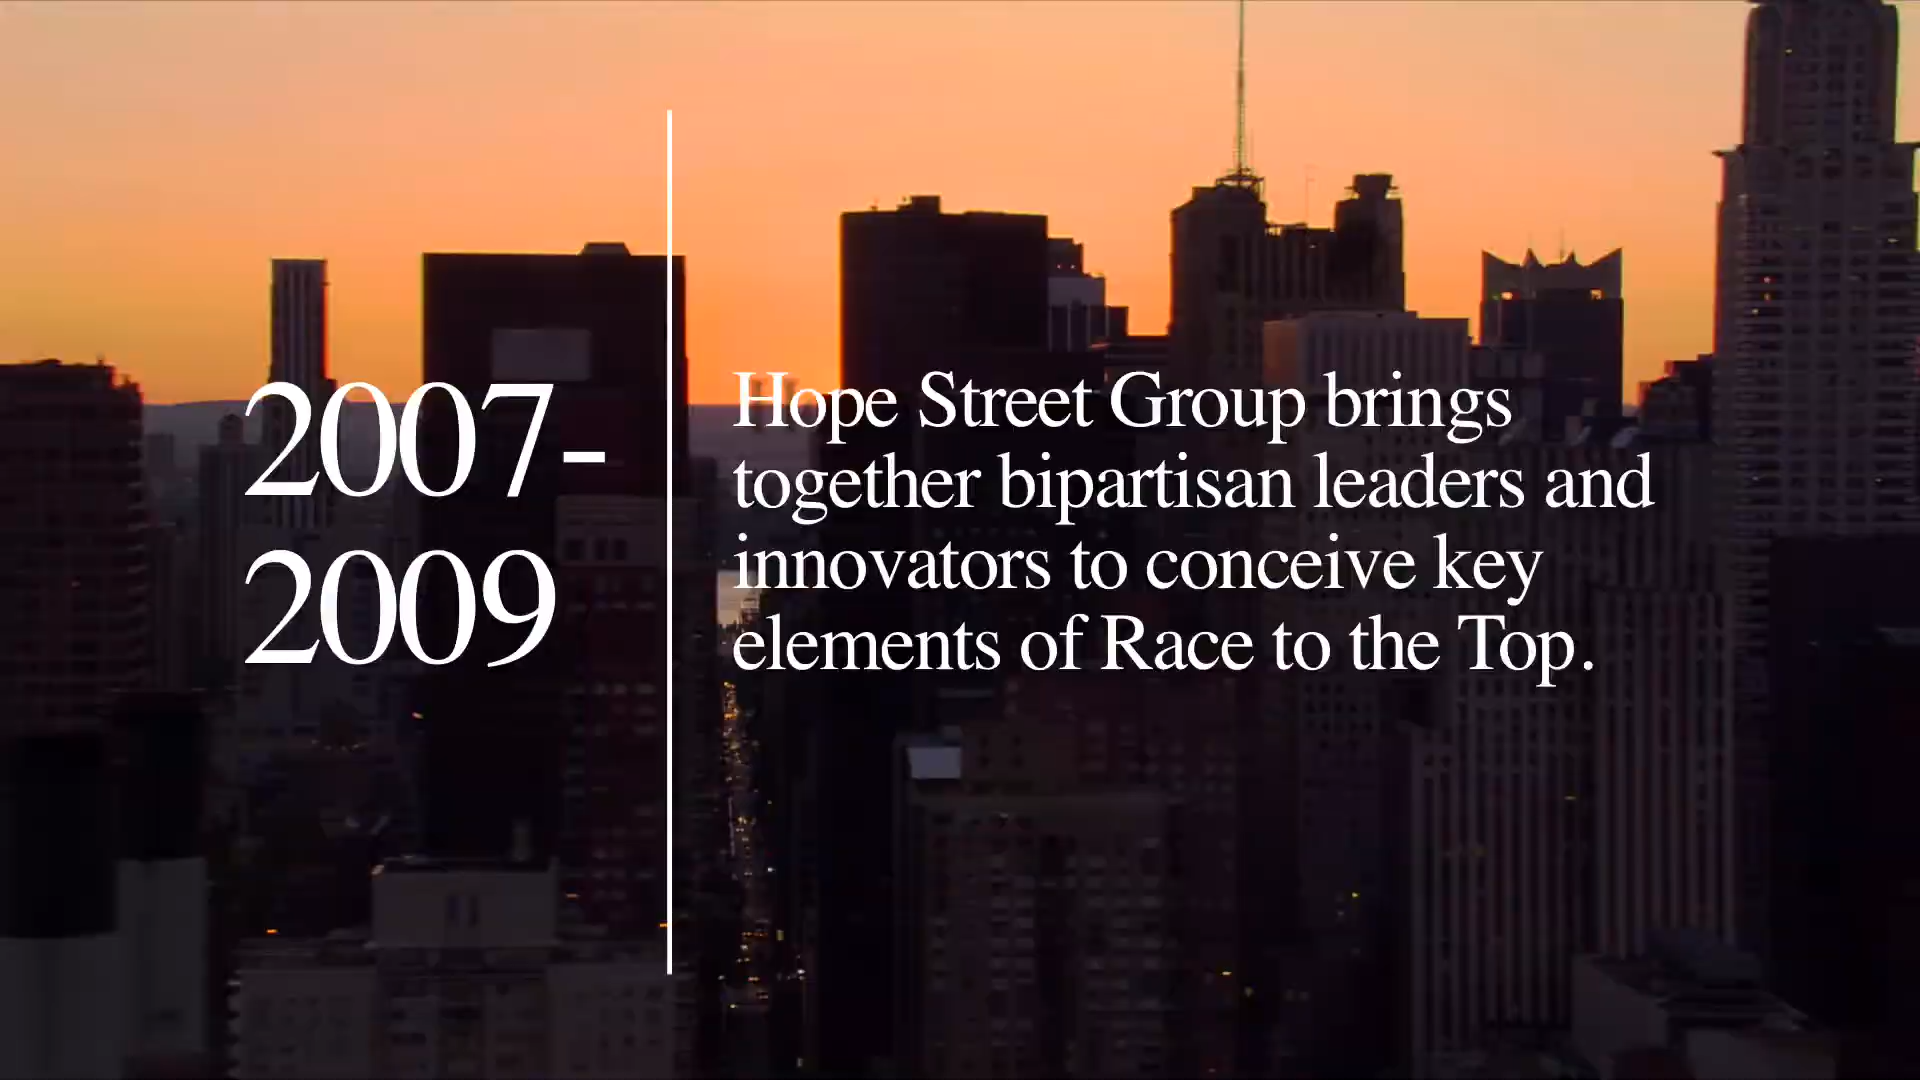 2007-
2009
Hope Street Group brings
together bipartisan leaders and
innovators to conceive key
elements of Race to the Top.